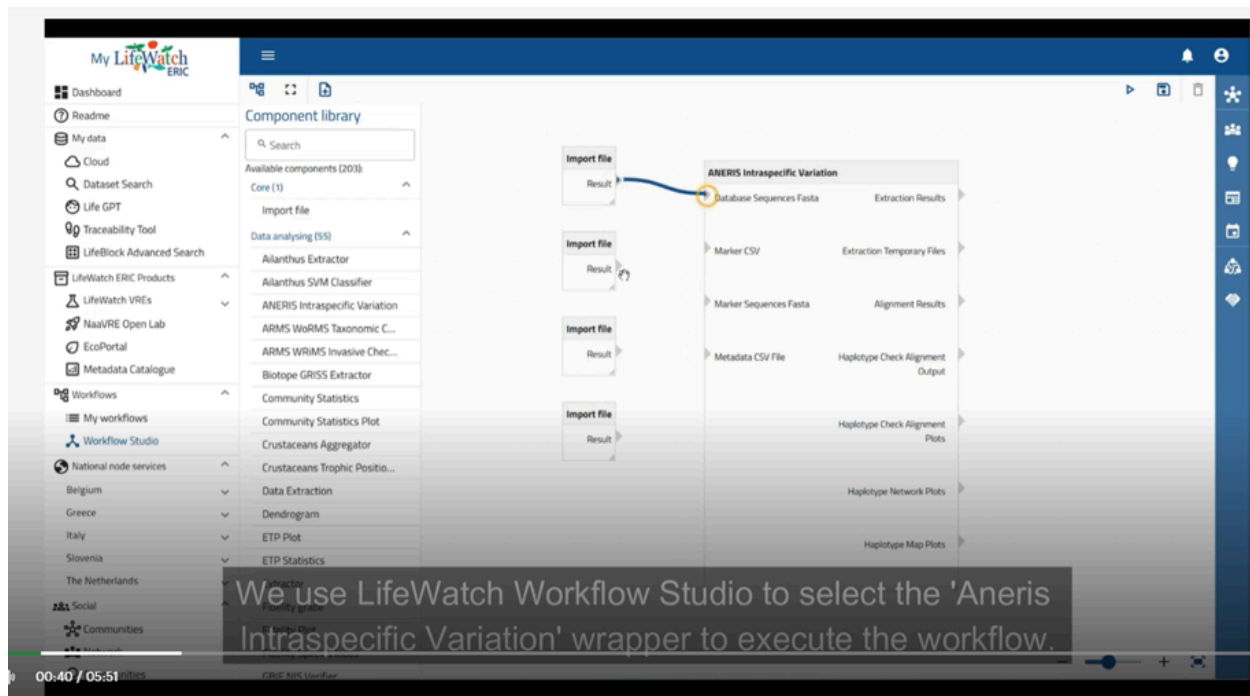 My LifeWatch
ERIC
Dashboard
Readme
My data
Cloud
Dataset Search
Life GPT
Traceability Tool
LifeBlock Advanced Search
LifeWatch ERIC Products
LifeWatch VREs
NaaVRE Open Lab
EcoPortal
Metadata Catalogue
Workflows
My workflows
Workflow Studio
National node services
Belgium
Greece
Italy
Slovenia
The Netherlands
Social
Communities
Component library
Search
Available components (203):
Core (1)
Import file
Data analysing (55)
Ailanthus Extractor
Ailanthus SVM Classifier
ANERIS Intraspecific Variation
ARMS WoRMS Taxonomic C...
ARMS WRiMS Invasive Chec...
Biotope GRISS Extractor
Community Statistics
Community Statistics Plot
Crustaceans Aggregator
Crustaceans Trophic Positio...
Data Extraction
Dendrogram
ETP Plot
ETP Statistics
Import file
Result
Import file
Result
Import file
Result
Import file
Result
ANERIS Intraspecific Variation
Database Sequences Fasta
Extraction Results
Marker CSV
Extraction Temporary Files
Marker Sequences Fasta
Alignment Results
Metadata CSV File
Haplotype Check Alignment
Output
Haplotype Check Alignment
Plots
Haplotype Network Plots
Haplotype Map Plots
We use LifeWatch Workflow Studio to select the 'Aneris
Intraspecific Variation' wrapper to execute the workflow.
00:40 / 05:51